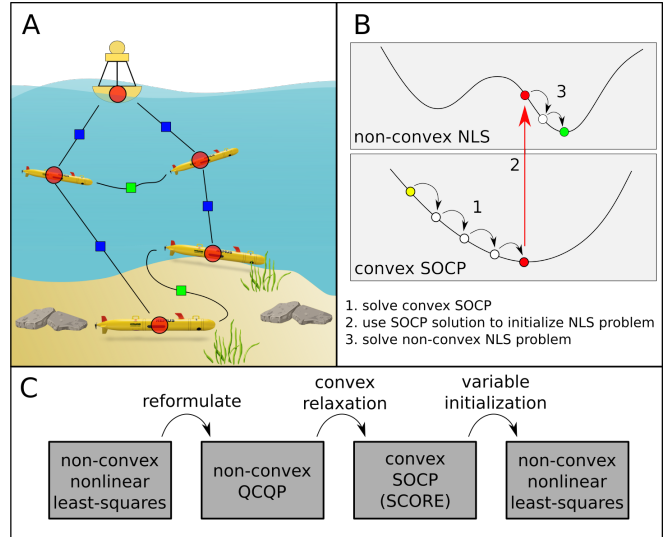 A
B
3
non-convex NLS
2
1
convex SOCP
1. solve convex SOCP
2. use SOCP solution to initialize NLS problem
3. solve non-convex NLS problem
C
reformulate
convex
relaxation
variable
initialization
non-convex
nonlinear
least-squares
non-convex
QCQP
convex
SOCP
(SCORE)
non-convex
nonlinear
least-squares